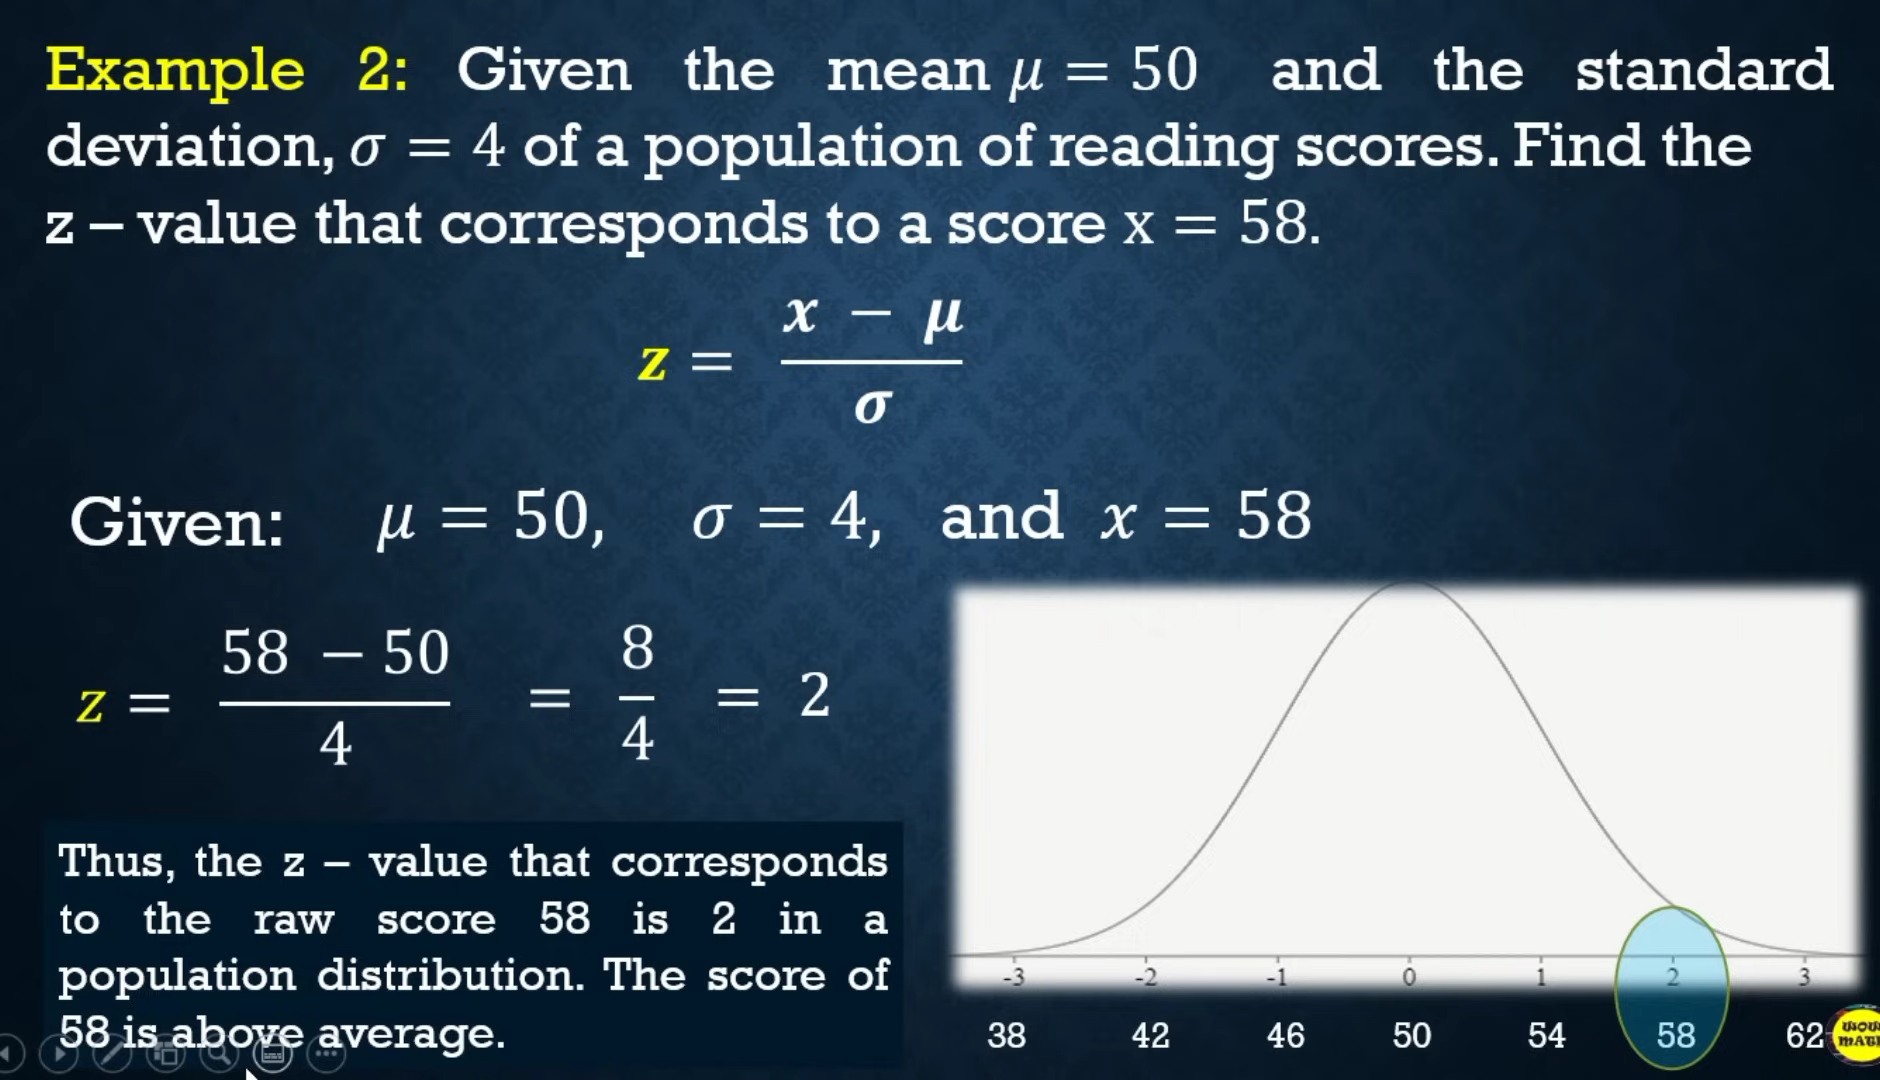 Example 2: Given the mean μ = 50 and the standard
deviation, σ = 4 of a population of reading scores. Find the
z – value that corresponds to a score x = 58.
z = (x − μ) / σ
Given: μ = 50, σ = 4, and x = 58
z = (58 − 50) / 4 = 8 / 4 = 2
Thus, the z – value that corresponds
to the raw score 58 is 2 in a
population distribution. The score of
58 is above average.
-3 -2 -1 0 1 2 3
38 42 46 50 54 58 62
WOW
MATH